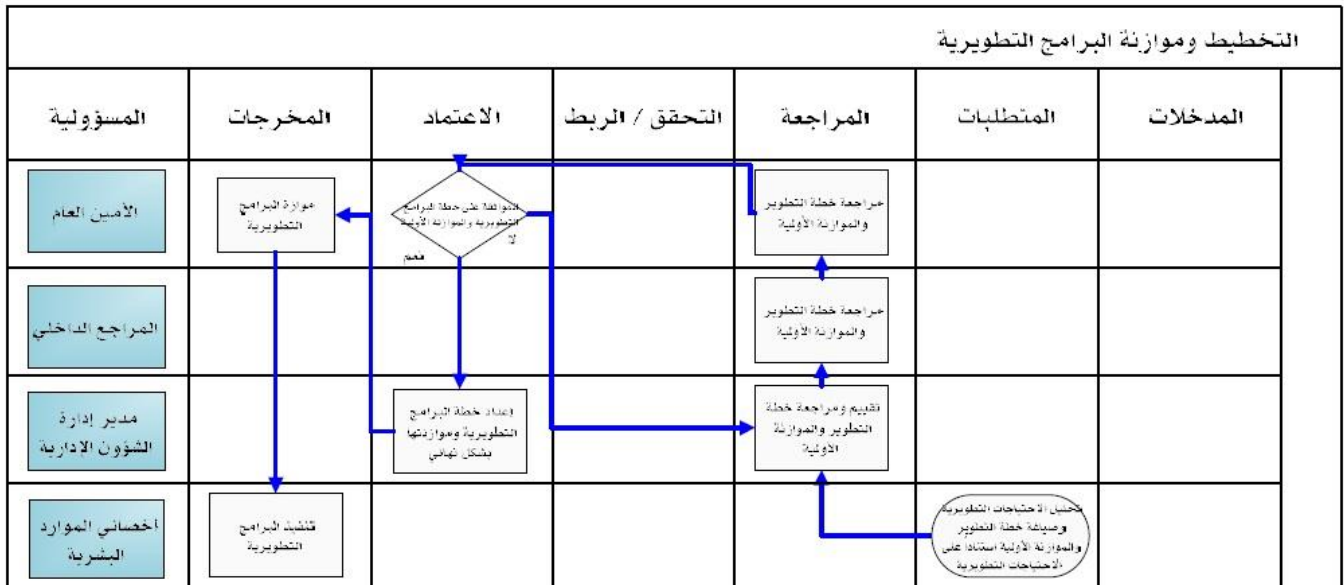 التخطيط وموازنة البرامج التطويرية
المدخلات
المتطلبات
المراجعة
التحقق / الربط
الاعتماد
المخرجات
المسؤولية
مراجعة خطة التطوير
والموازنة الأولية
الموافقة على خطة البرامج
التطويرية والموازنة الأولية
لا
نعم
موازة البرامج
التطويرية
الأمين العام
مراجعة خطة التطوير
والموازنة الأولية
المراجع الداخلي
تقييم ومراجعة خطة
التطوير والموازنة
الأولية
إعداد خطة البرامج
التطويرية وموازنتها
بشكل نهائي
مدير إدارة
الشؤون الإدارية
تحليل الاحتياجات التطويرية
وصياغة خطة التطوير
والموازنة الأولية استناداً على
الاحتياجات التطويرية
تنفيذ البرامج
التطويرية
أخصائي الموارد
البشرية